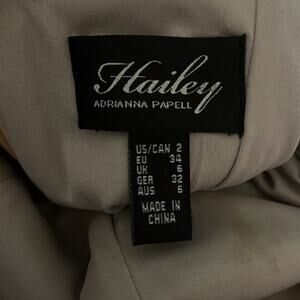 Hailey
ADRIANNA PAPELL
US/CAN 2
EU 34
UK 6
GER 32
AUS 6
MADE IN
CHINA